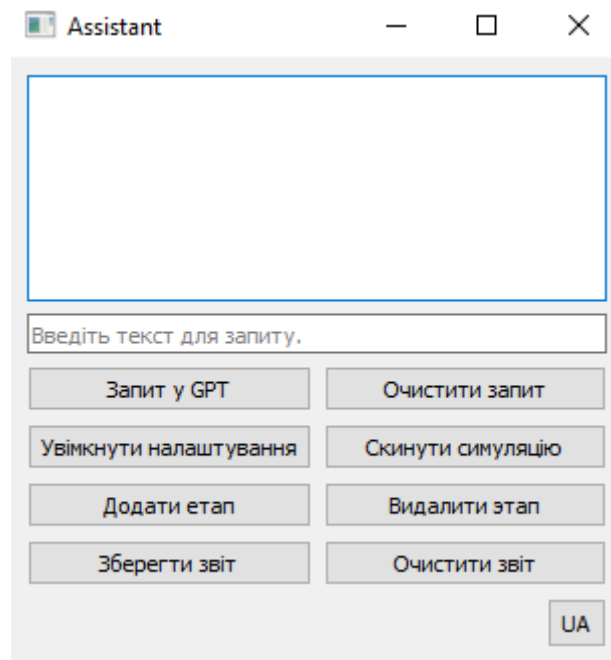 Assistant
Введіть текст для запиту.
Запит у GPT Очистити запит
Увімкнути налаштування Скинути симуляцію
Додати етап Видалити этап
Зберегти звіт Очистити звіт
UA